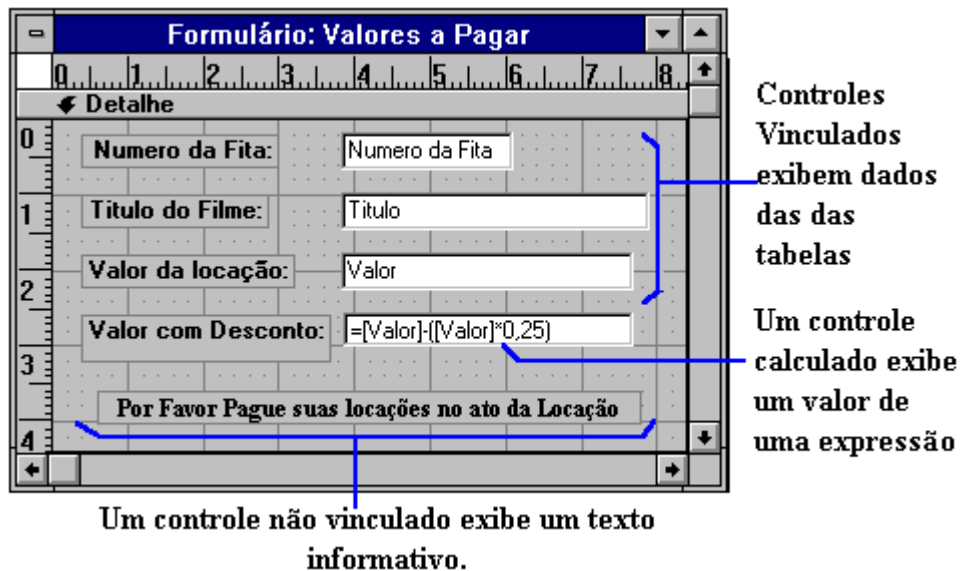 Formulário: Valores a Pagar
0 1 2 3 4 5 6 7 8
Detalhe
0
Numero da Fita: Numero da Fita
1
Titulo do Filme: Titulo
Valor da locação: Valor
2
Valor com Desconto: =[Valor]-([Valor]*0,25)
3
Por Favor Pague suas locações no ato da Locação
4
Controles
Vinculados
exibem dados
das das
tabelas
Um controle
calculado exibe
um valor de
uma expressão
Um controle não vinculado exibe um texto
informativo.